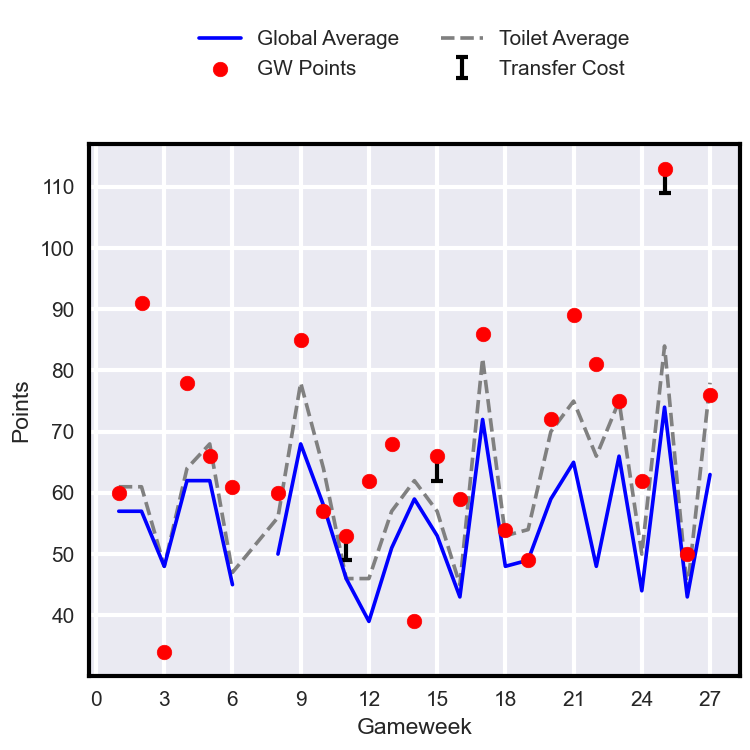 Global Average
GW Points
Toilet Average
Transfer Cost
110
100
90
80
70
60
50
40
Points
0 3 6 9 12 15 18 21 24 27
Gameweek